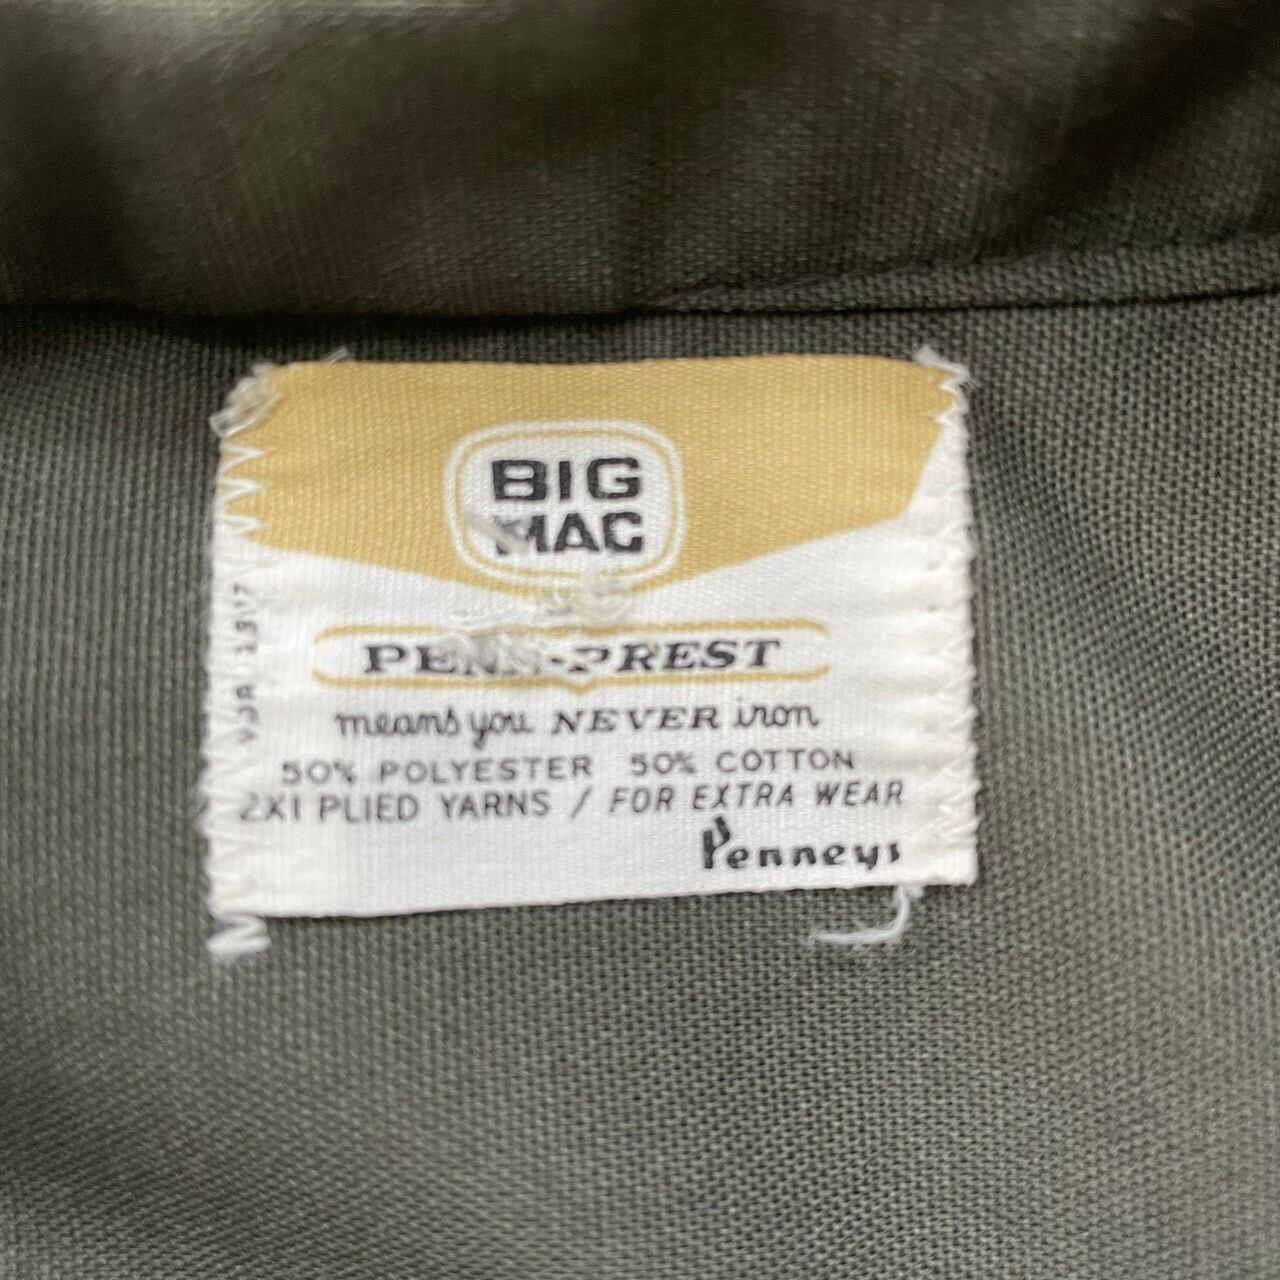 BIG
MAC
PENN-PREST
means you NEVER iron
50% POLYESTER 50% COTTON
2X1 PLIED YARNS / FOR EXTRA WEAR
Penneys